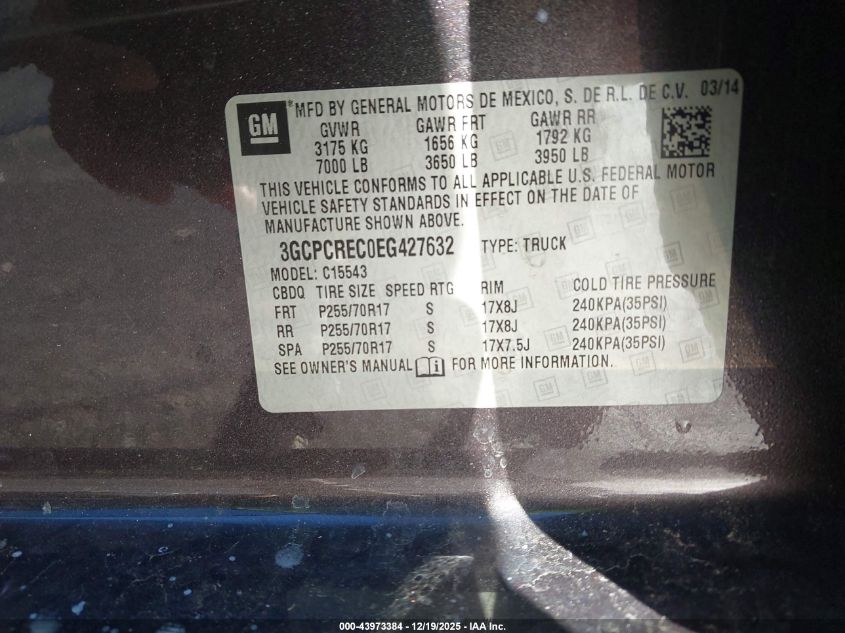 GM
*MFD BY GENERAL MOTORS DE MEXICO, S. DE R.L. DE C.V. 03/14
GVWR GAWR FRT GAWR RR
3175 KG 1656 KG 1792 KG
7000 LB 3650 LB 3950 LB
THIS VEHICLE CONFORMS TO ALL APPLICABLE U.S. FEDERAL MOTOR
VEHICLE SAFETY STANDARDS IN EFFECT ON THE DATE OF
MANUFACTURE SHOWN ABOVE.
3GCPCREC0EG427632 TYPE: TRUCK
MODEL: C15543
CBDQ TIRE SIZE SPEED RTG RIM COLD TIRE PRESSURE
FRT P255/70R17 S 17X8J 240KPA(35PSI)
RR P255/70R17 S 17X8J 240KPA(35PSI)
SPA P255/70R17 S 17X7.5J 240KPA(35PSI)
SEE OWNER'S MANUAL FOR MORE INFORMATION.
000-43973384 - 12/19/2025 - IAA Inc.